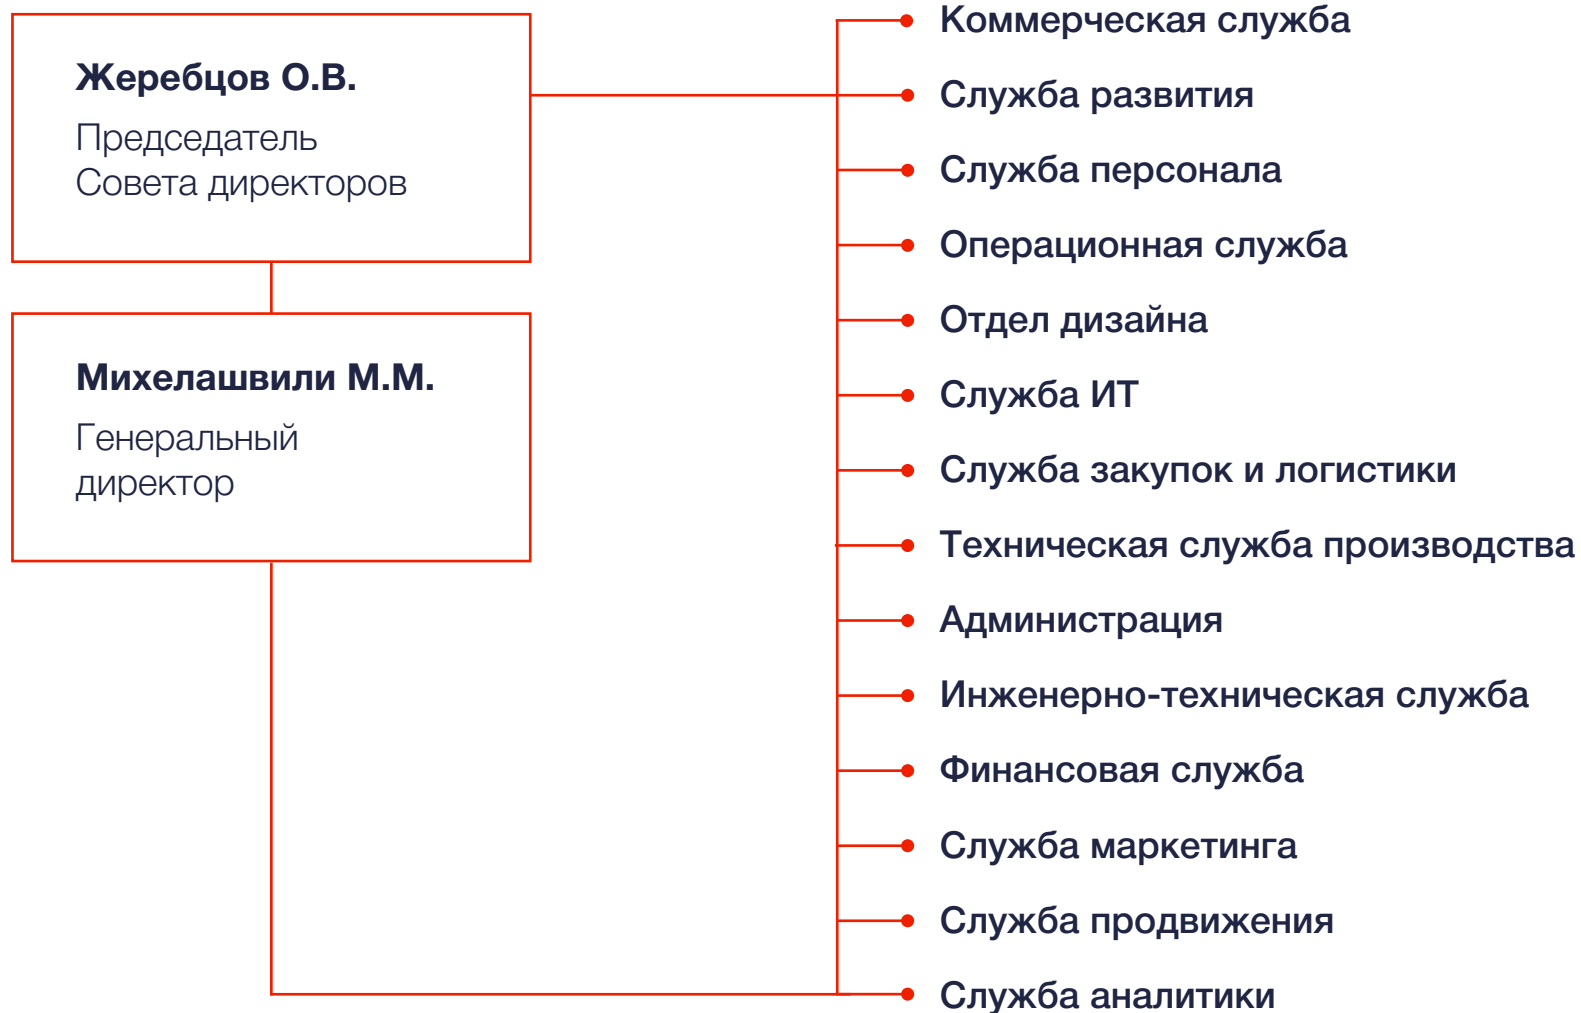 Жеребцов О.В.
Председатель
Совета директоров
Михелашвили М.М.
Генеральный
директор
Коммерческая служба
Служба развития
Служба персонала
Операционная служба
Отдел дизайна
Служба ИТ
Служба закупок и логистики
Техническая служба производства
Администрация
Инженерно-техническая служба
Финансовая служба
Служба маркетинга
Служба продвижения
Служба аналитики